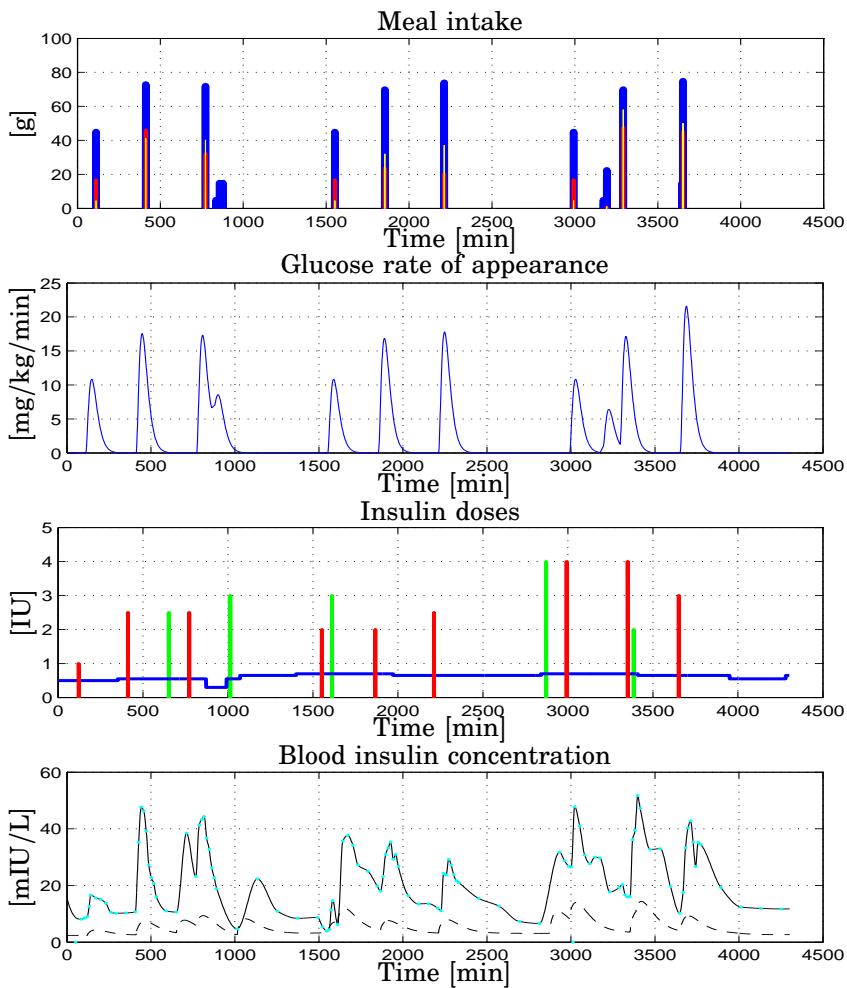 Meal intake
100
80
60
40
20
0
[g]
0 500 1000 1500 2000 2500 3000 3500 4000 4500
Time [min]
Glucose rate of appearance
25
20
15
10
5
0
[mg/kg/min]
0 500 1000 1500 2000 2500 3000 3500 4000 4500
Time [min]
Insulin doses
5
4
3
2
1
0
[IU]
0 500 1000 1500 2000 2500 3000 3500 4000 4500
Time [min]
Blood insulin concentration
60
40
20
0
[mIU/L]
0 500 1000 1500 2000 2500 3000 3500 4000 4500
Time [min]